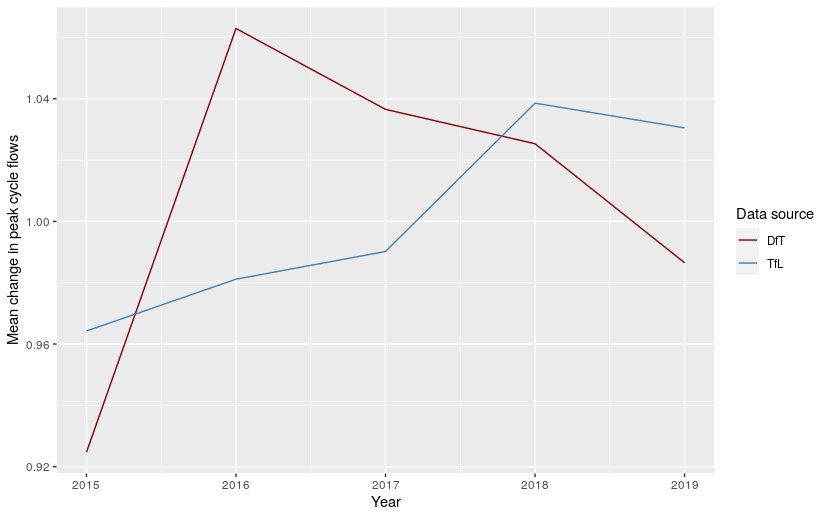 Mean change in peak cycle flows
1.04
1.00
0.96
0.92
2015 2016 2017 2018 2019
Year
Data source
DfT
TfL